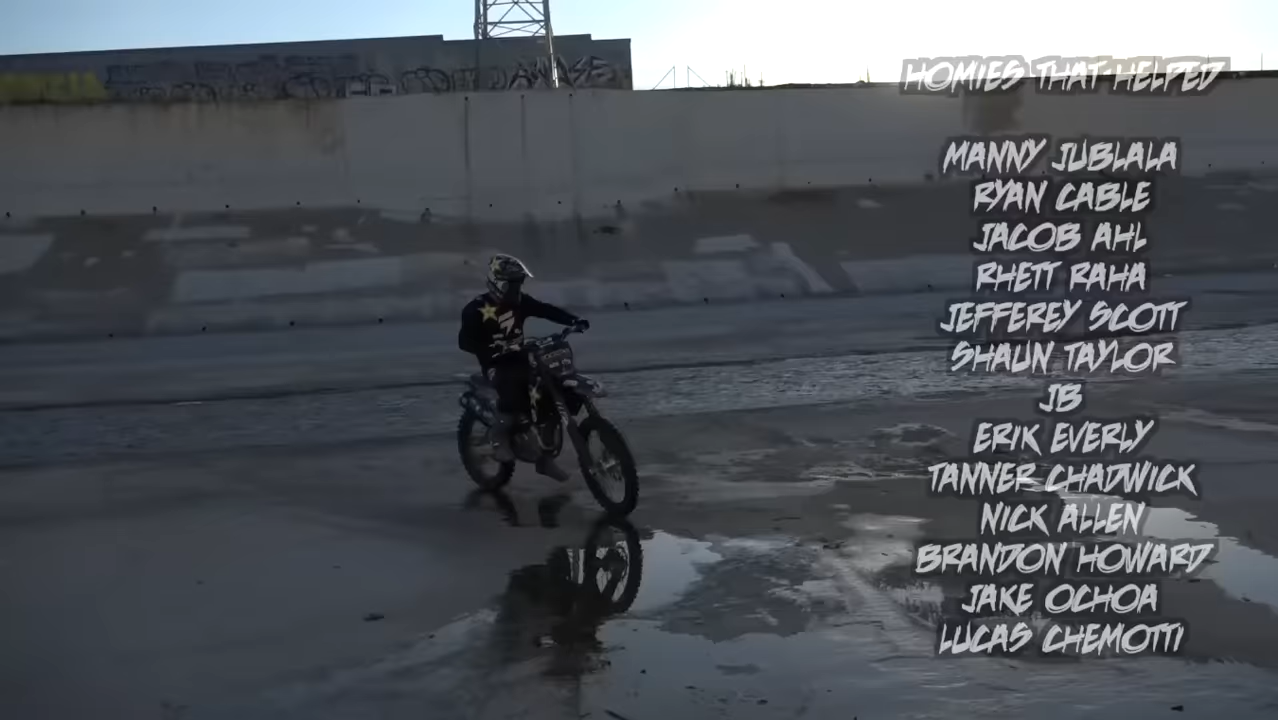 HOMIES THAT HELPED
MANNY JUBLALA
RYAN CABLE
JACOB AHL
RHETT RAHA
JEFFEREY SCOTT
SHAUN TAYLOR
JB
ERIK EVERLY
TANNER CHADWICK
NICK ALLEN
BRANDON HOWARD
JAKE OCHOA
LUCAS CHEMOTTI